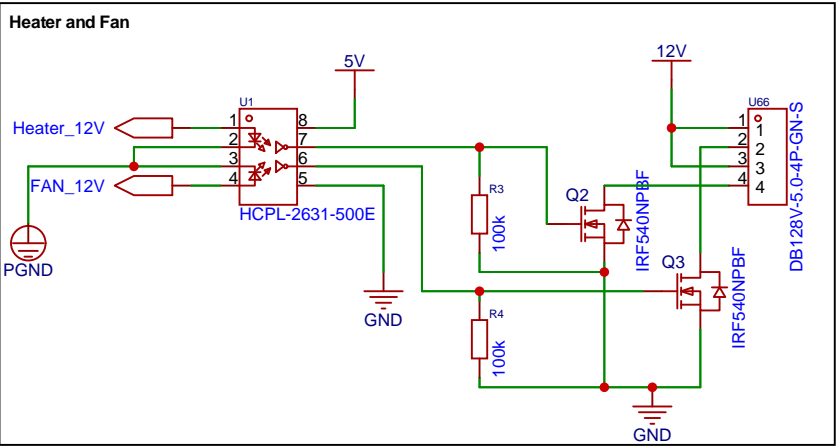 Heater and Fan
5V
12V
U1
U66
Heater_12V
1
2
3
4
8
7
6
5
FAN_12V
HCPL-2631-500E
PGND
GND
R3
100k
R4
100k
Q2
IRF540NPBF
Q3
IRF540NPBF
1
2
3
4
1
2
3
4
DB128V-5.0-4P-GN-S
GND